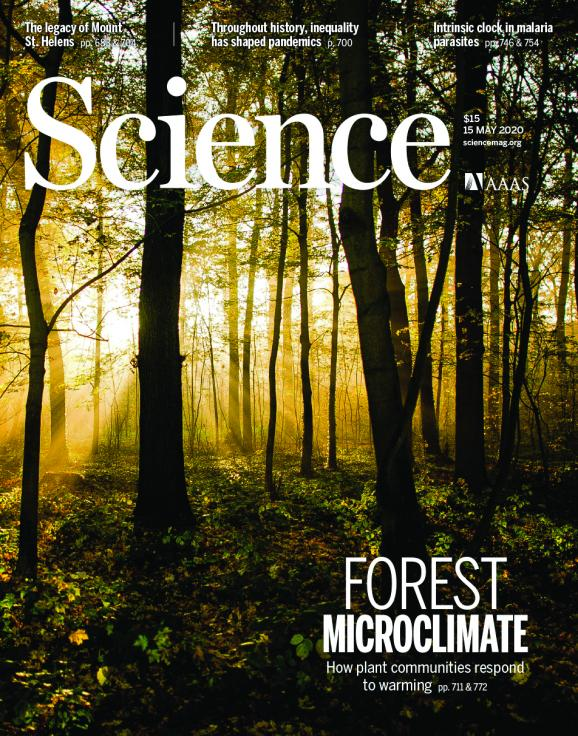 The legacy of Mount
St. Helens pp.
Throughout history, inequality
has shaped pandemics p. 700
Intrinsic clock in malaria
parasites pp. 746 & 754
Science
$15
15 MAY 2020
sciencemag.org
AAAS
FOREST
MICROCLIMATE
How plant communities respond
to warming pp. 711 & 772